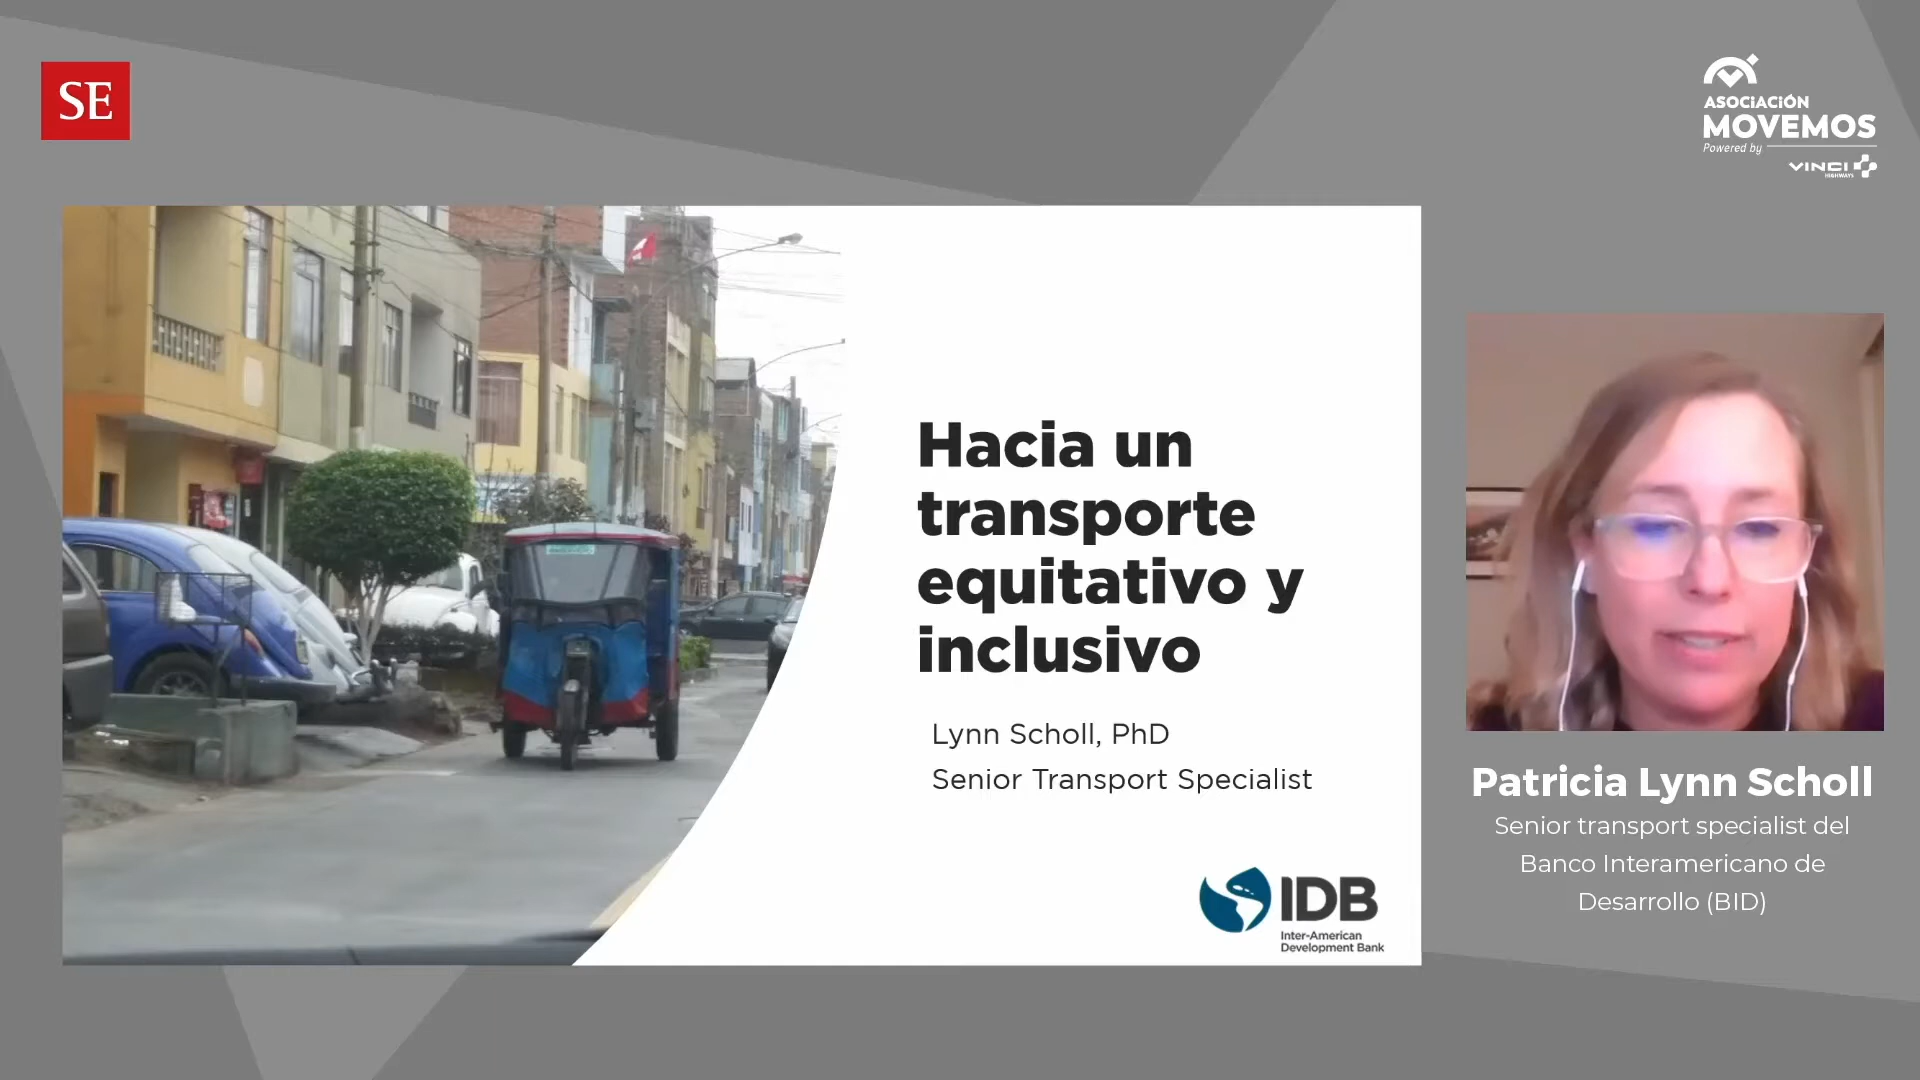 SE
ASOCIACIÓN
MOVEMOS
Powered by
VINCI
HIGHWAYS
Hacia un
transporte
equitativo y
inclusivo
Lynn Scholl, PhD
Senior Transport Specialist
IDB
Inter-American
Development Bank
Patricia Lynn Scholl
Senior transport specialist del
Banco Interamericano de
Desarrollo (BID)